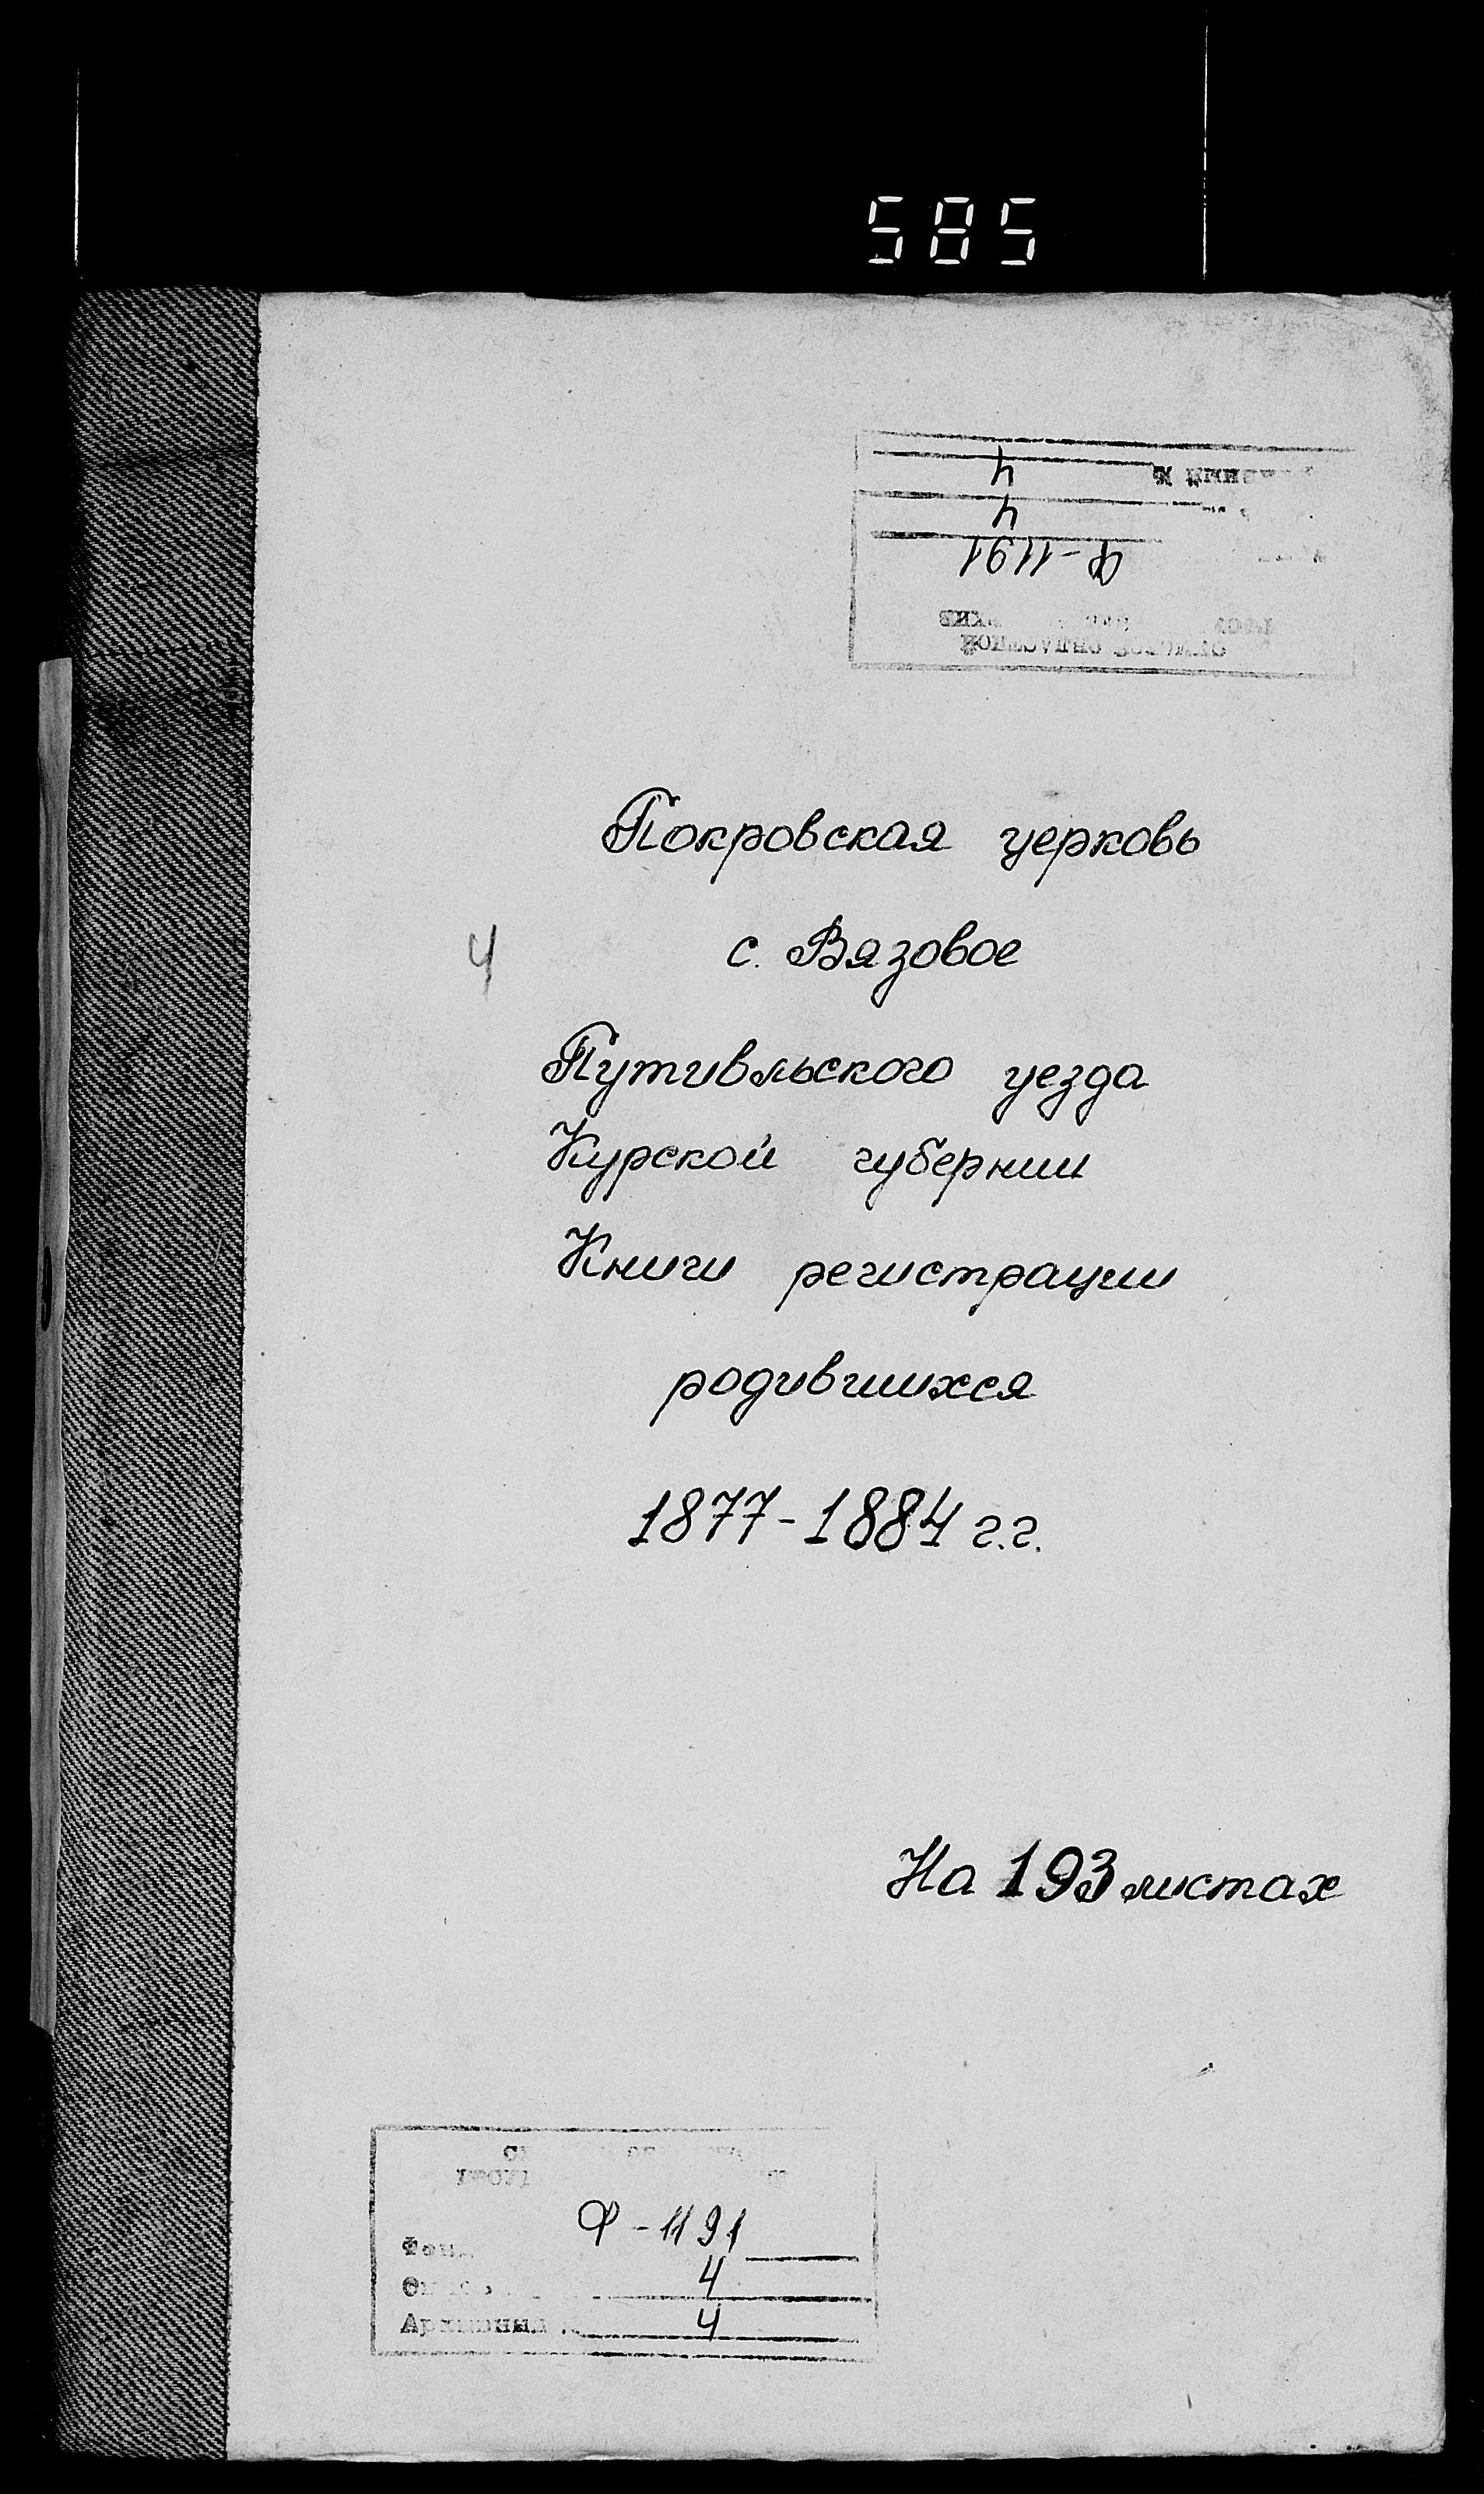 585
4
4
Ф-1191
Покровская церковь
4
с. Вязовое
Путивльского уезда
Курской губернии
Книги регистрации
родившихся
1877-1884 г.г.
На 193 листах
Ф-1191
4
4